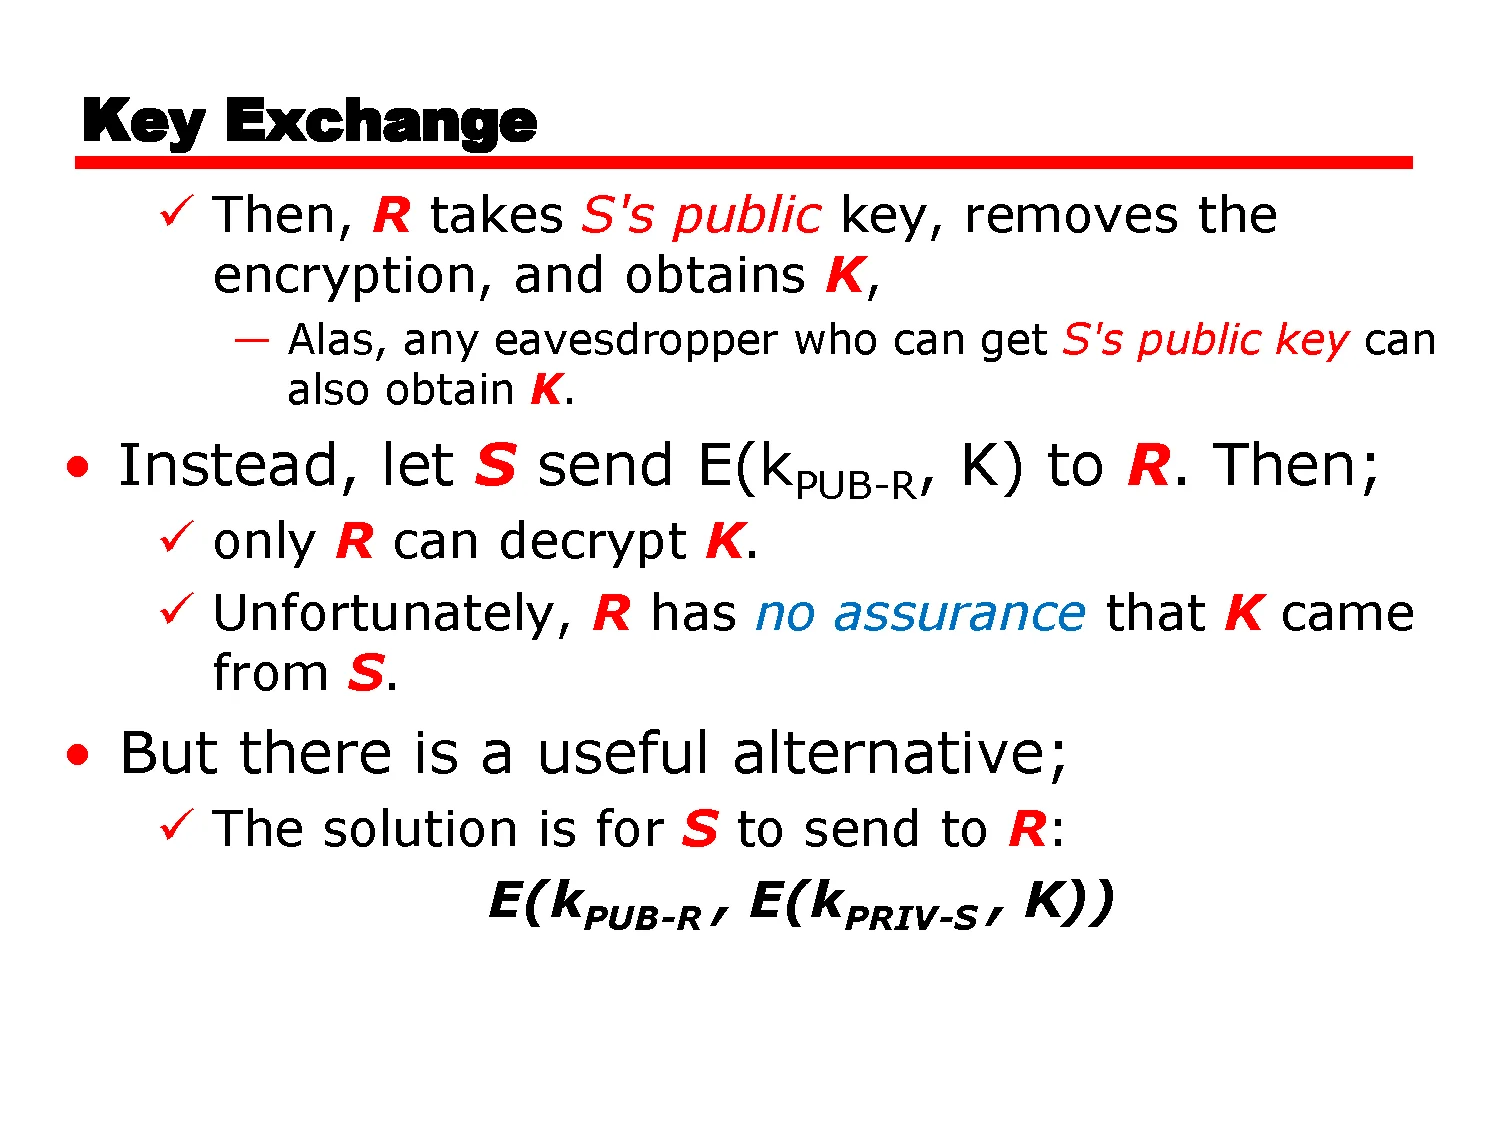 Key Exchange
✓ Then, R takes S's public key, removes the
encryption, and obtains K,
— Alas, any eavesdropper who can get S's public key can
also obtain K.
• Instead, let S send E(kPUB-R, K) to R. Then;
✓ only R can decrypt K.
✓ Unfortunately, R has no assurance that K came
from S.
• But there is a useful alternative;
✓ The solution is for S to send to R:
E(kPUB-R , E(kPRIV-S , K))